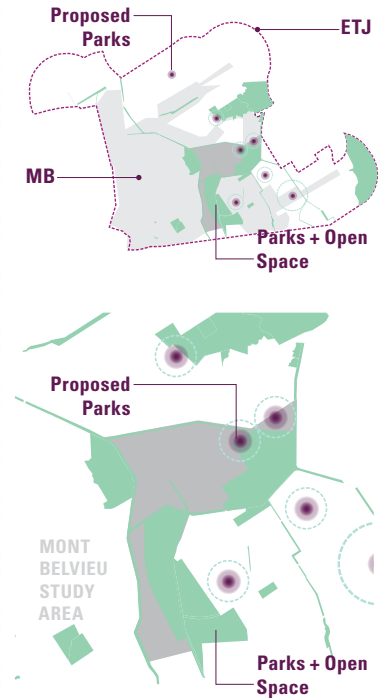 Proposed
Parks
ETJ
MB
Parks + Open
Space
Proposed
Parks
MONT
BELVIEU
STUDY
AREA
Parks + Open
Space